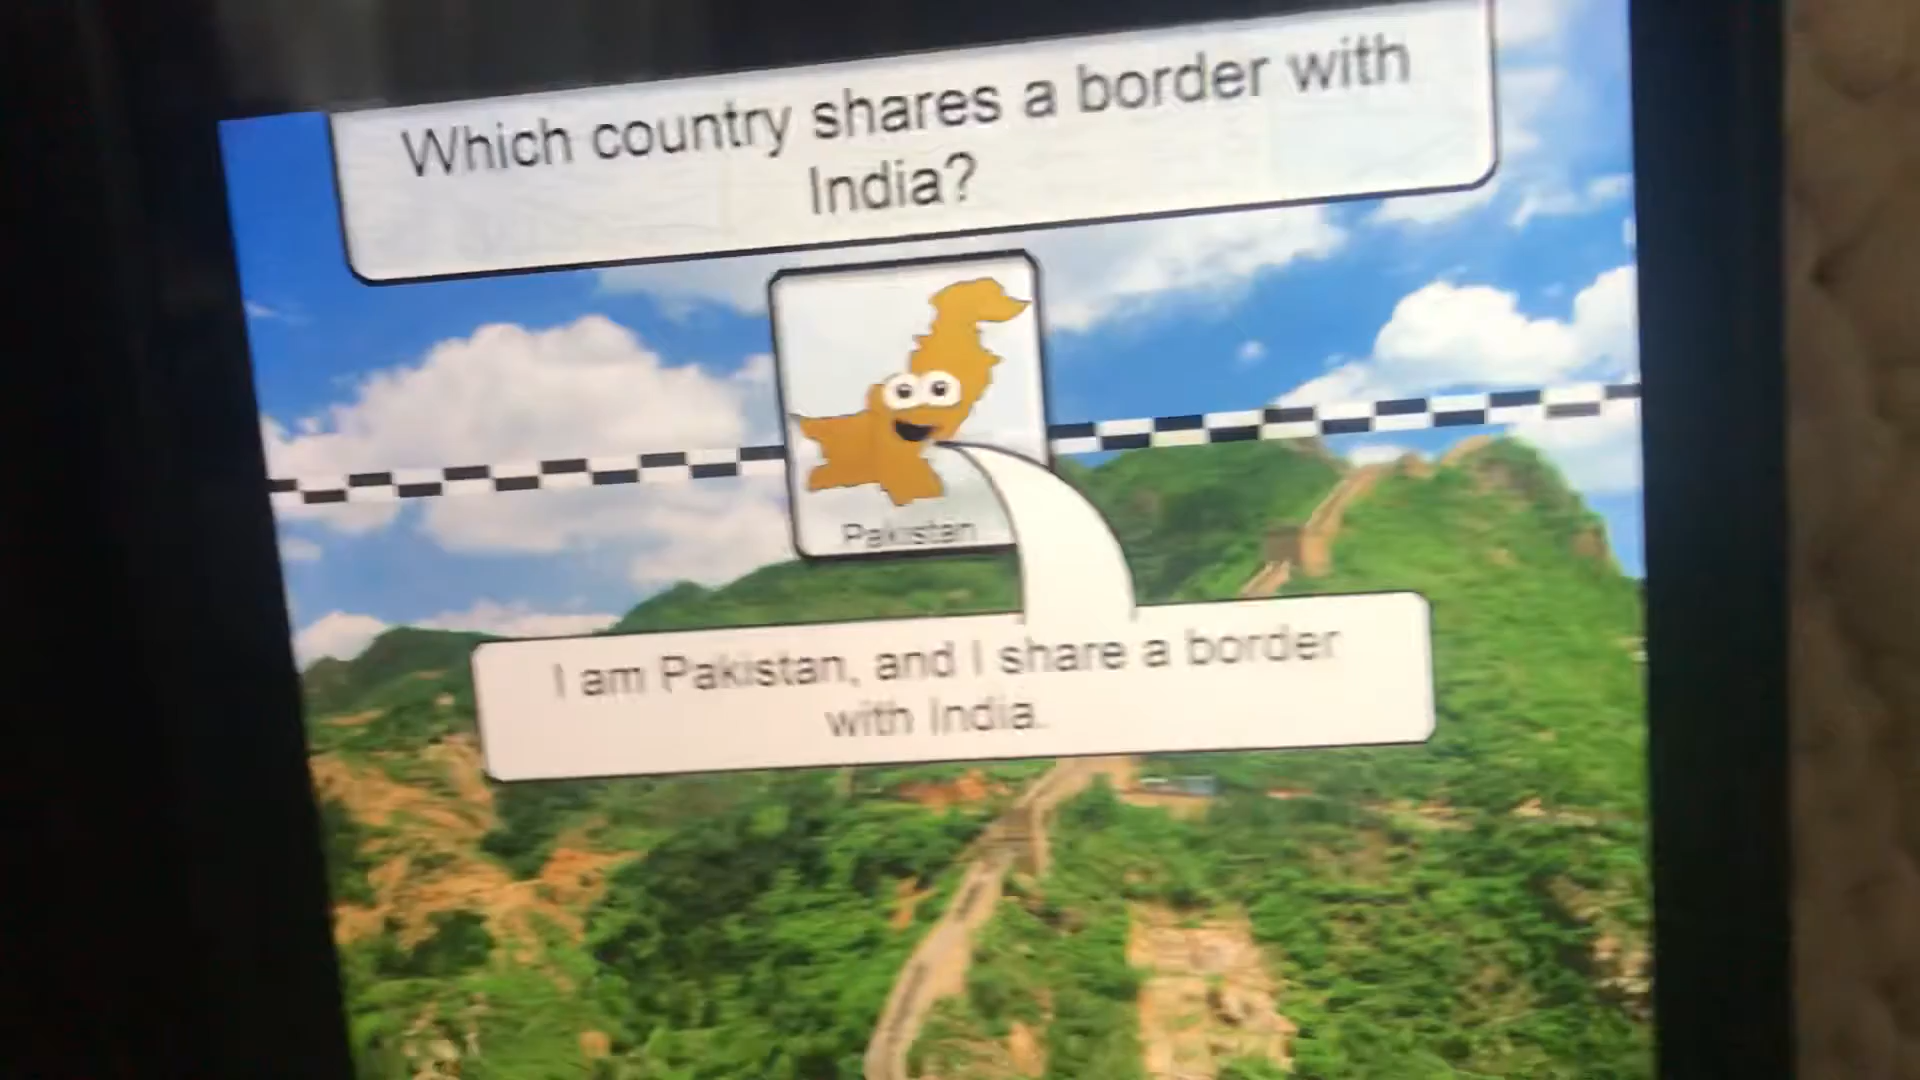 Which country shares a border with
India?
Pakistan
I am Pakistan, and I share a border
with India.